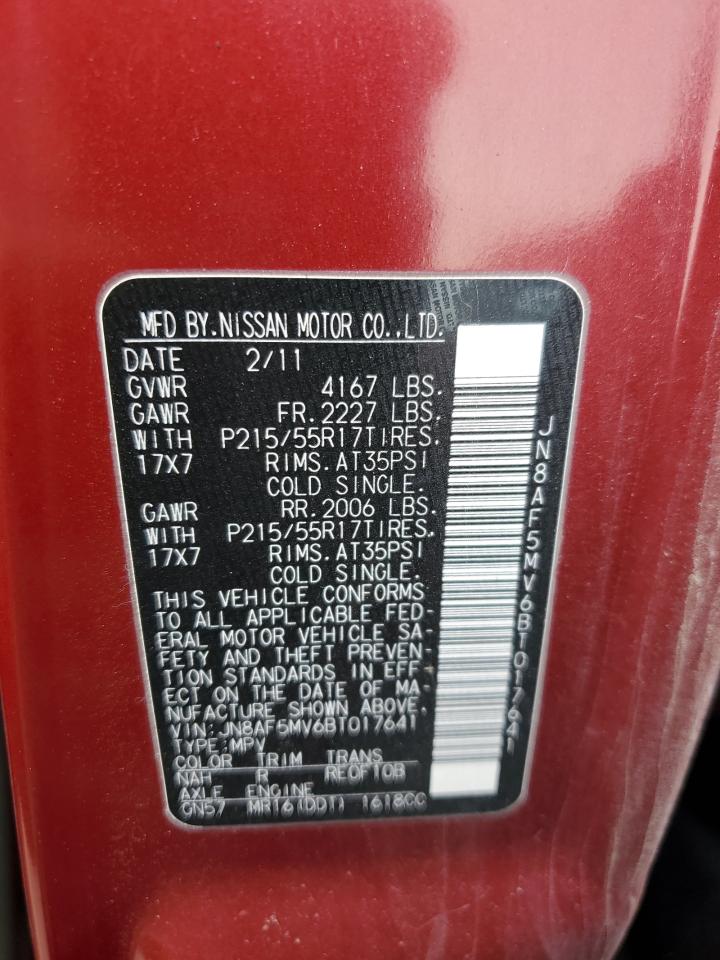 MFD BY.NISSAN MOTOR CO.,LTD.
DATE 2/11
GVWR 4167 LBS.
GAWR FR.2227 LBS.
WITH P215/55R17TIRES.
17X7 RIMS.AT35PSI
COLD SINGLE.
GAWR RR.2006 LBS.
WITH P215/55R17TIRES.
17X7 RIMS.AT35PSI
COLD SINGLE.
THIS VEHICLE CONFORMS
TO ALL APPLICABLE FED-
ERAL MOTOR VEHICLE SA-
FETY AND THEFT PREVEN-
TION STANDARDS IN EFF
ECT ON THE DATE OF MA-
NUFACTURE SHOWN ABOVE.
VIN:JN8AF5MV6BT017641
TYPE:MPV
COLOR TRIM TRANS
NAH R RE0F10B
AXLE ENGINE
GN57 MR16(DDT) 1618CC
JN8AF5MV6BT017641